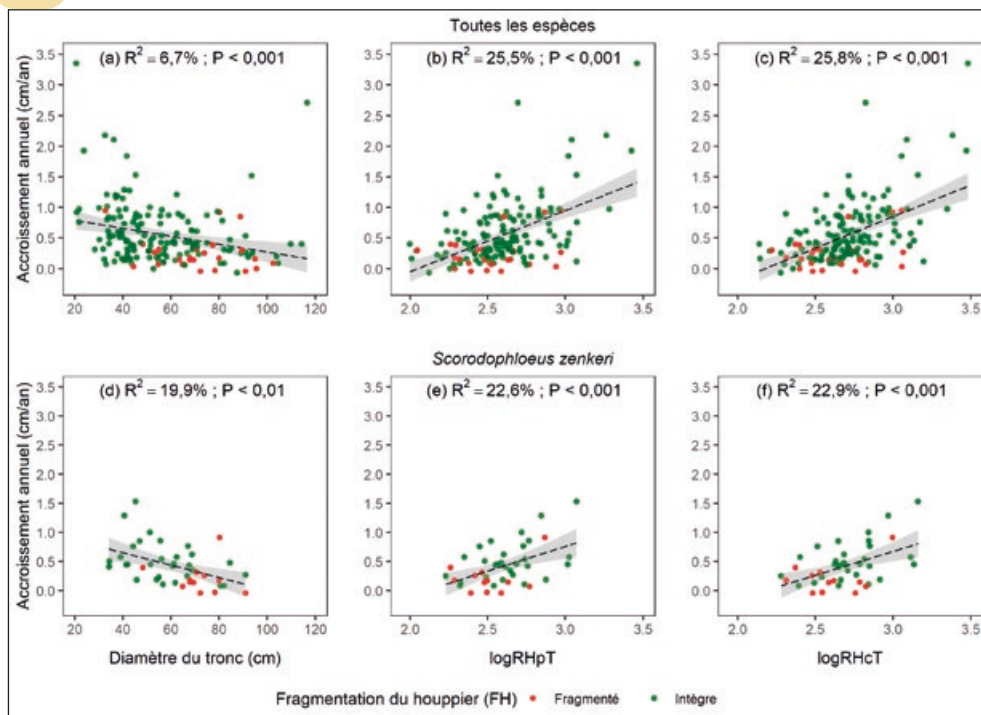 Toutes les espèces
(a) R² = 6,7% ; P < 0,001
(b) R² = 25,5% ; P < 0,001
(c) R² = 25,8% ; P < 0,001
Accroissement annuel (cm/an)
3.5
3.0
2.5
2.0
1.5
1.0
0.5
0.0
20 40 60 80 100 120
2.0 2.5 3.0 3.5
2.0 2.5 3.0 3.5
Scorodophloeus zenkeri
(d) R² = 19,9% ; P < 0,01
(e) R² = 22,6% ; P < 0,001
(f) R² = 22,9% ; P < 0,001
Accroissement annuel (cm/an)
3.5
3.0
2.5
2.0
1.5
1.0
0.5
0.0
20 40 60 80 100 120
2.0 2.5 3.0 3.5
2.0 2.5 3.0 3.5
Diamètre du tronc (cm)
logRHpT
logRHcT
Fragmentation du houppier (FH) Fragmenté Intègre